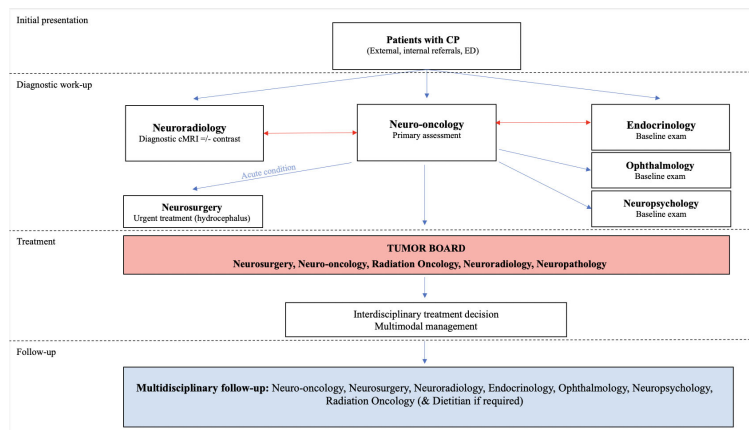 Initial presentation
Patients with CP
(External, internal referrals, ED)
Diagnostic work-up
Neuroradiology
Diagnostic cMRI =/- contrast
Neuro-oncology
Primary assessment
Endocrinology
Baseline exam
Ophthalmology
Baseline exam
Acute condition
Neurosurgery
Urgent treatment (hydrocephalus)
Neuropsychology
Baseline exam
Treatment
TUMOR BOARD
Neurosurgery, Neuro-oncology, Radiation Oncology, Neuroradiology, Neuropathology
Interdisciplinary treatment decision
Multimodal management
Follow-up
Multidisciplinary follow-up: Neuro-oncology, Neurosurgery, Neuroradiology, Endocrinology, Ophthalmology, Neuropsychology,
Radiation Oncology (& Dietitian if required)